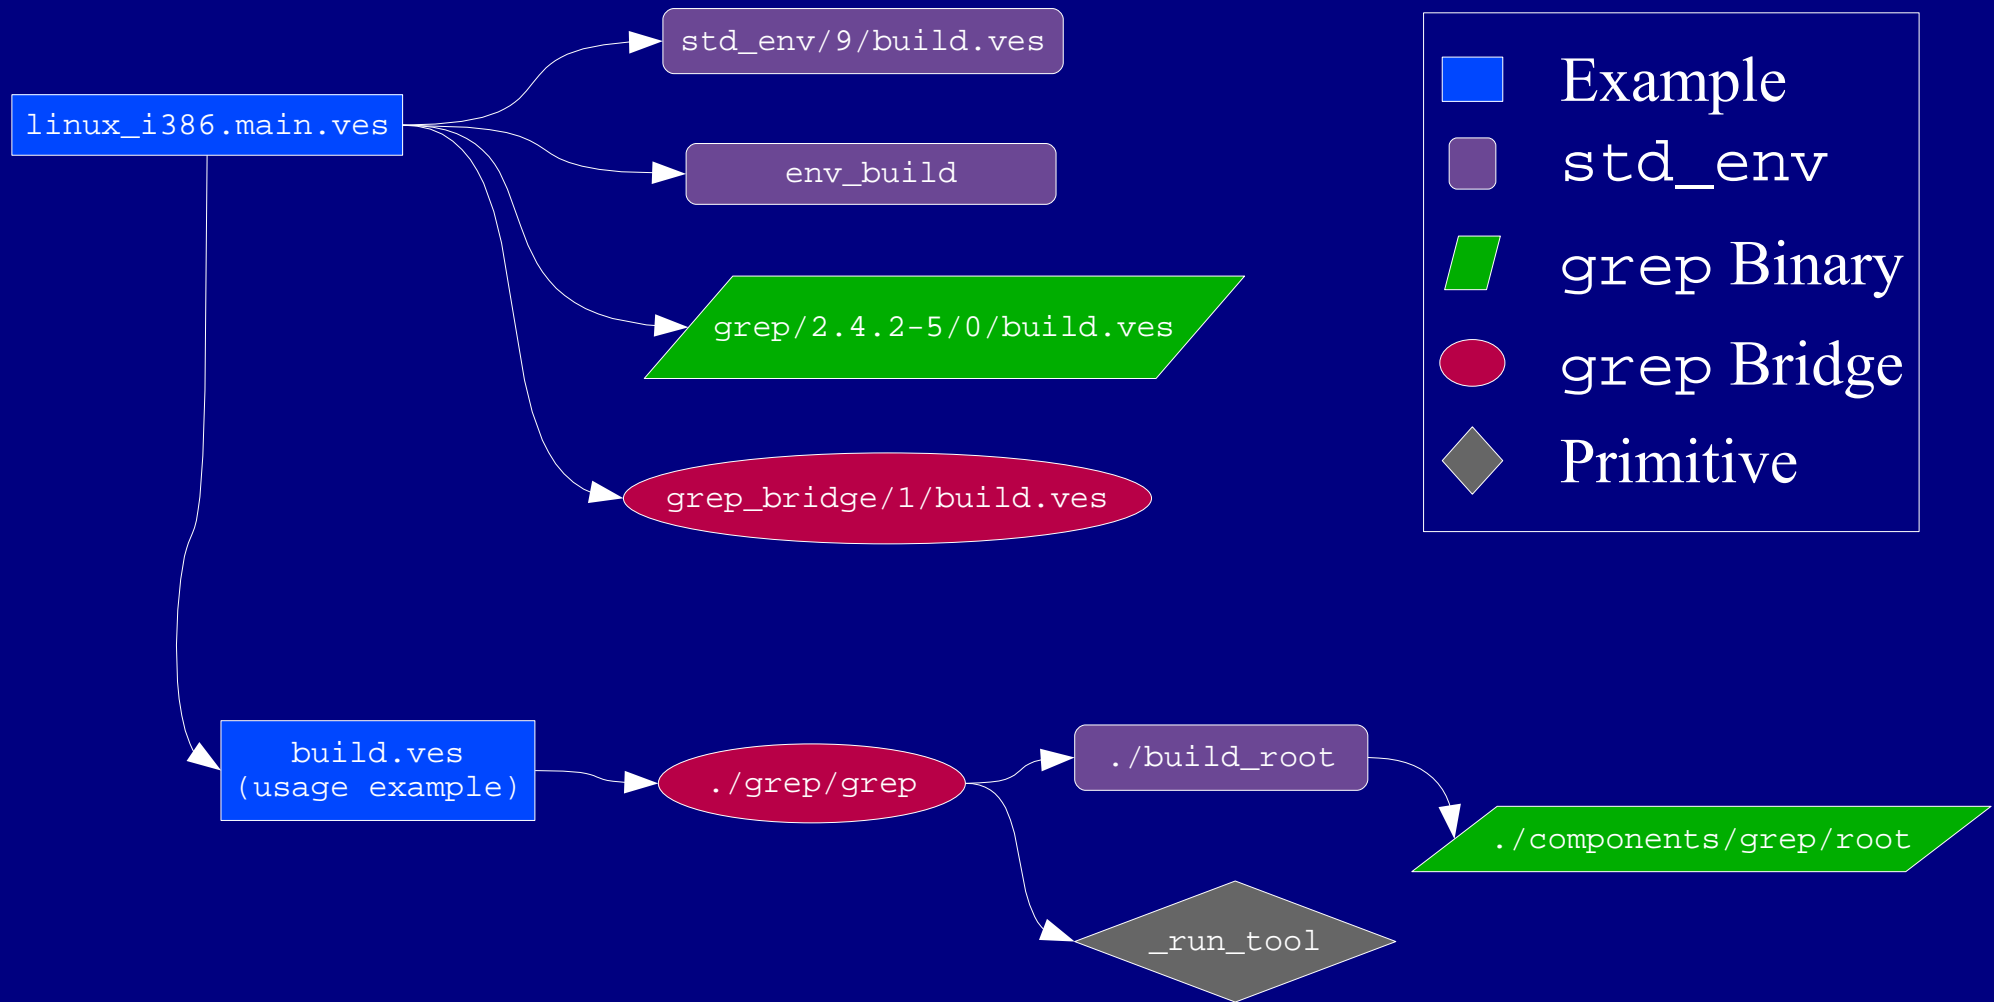 std_env/9/build.ves
linux_i386.main.ves
env_build
grep/2.4.2-5/0/build.ves
grep_bridge/1/build.ves
build.ves
(usage example)
./grep/grep
./build_root
./components/grep/root
_run_tool
Example
std_env
grep Binary
grep Bridge
Primitive